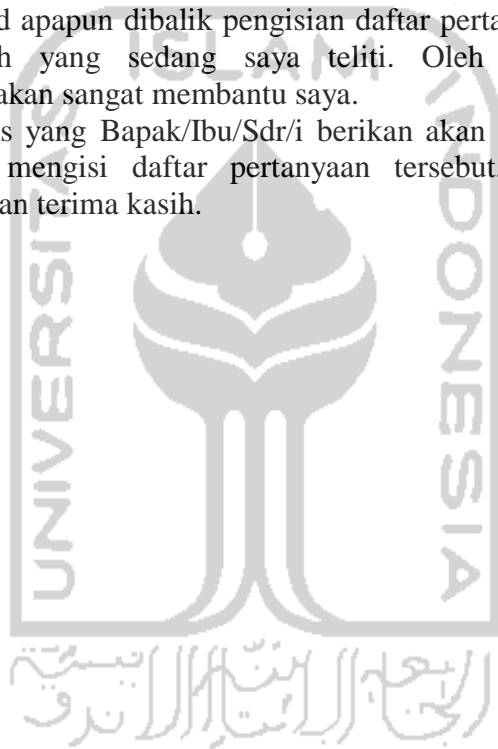 d apapun dibalik pengisian daftar perta
h yang sedang saya teliti. Oleh
akan sangat membantu saya.
s yang Bapak/Ibu/Sdr/i berikan akan
mengisi daftar pertanyaan tersebut.
an terima kasih.
ISLAM
UNIVERSITAS
INDONESIA